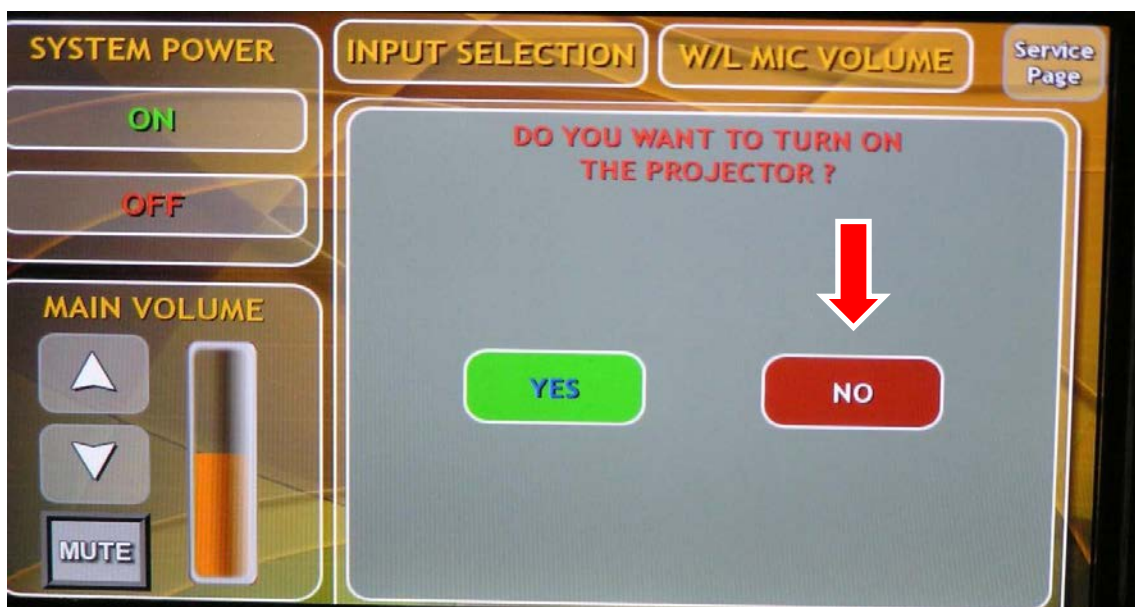 SYSTEM POWER
ON
OFF
MAIN VOLUME
MUTE
INPUT SELECTION
W/L MIC VOLUME
Service
Page
DO YOU WANT TO TURN ON
THE PROJECTOR ?
YES
NO